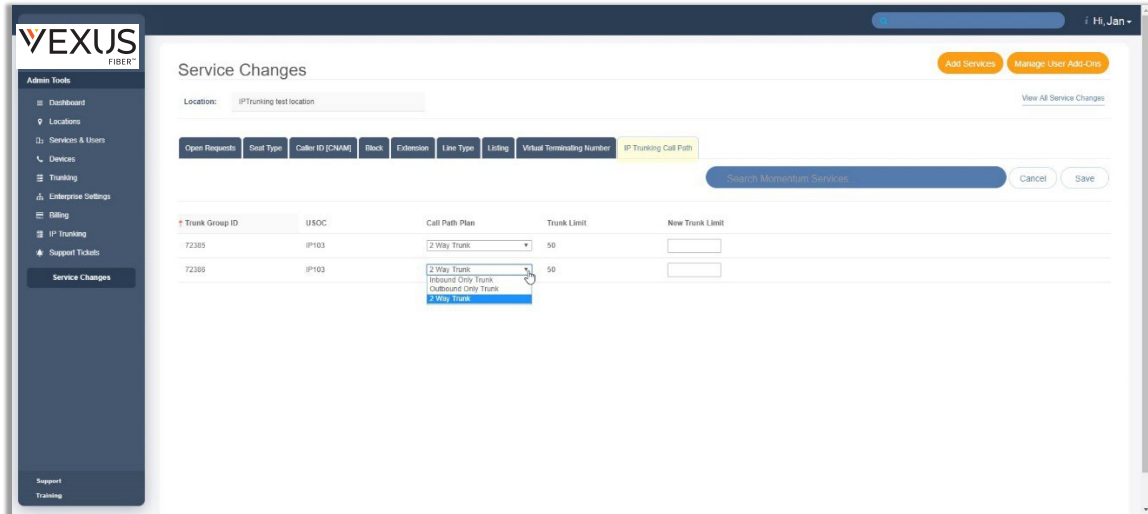 VEXUS
FIBER™
Hi, Jan
Admin Tools
Dashboard
Locations
Services & Users
Devices
Trunking
Enterprise Settings
Billing
IP Trunking
Support Tickets
Service Changes
Support
Training
Service Changes
Add Services
Manage User Add-Ons
Location: IPTrunking test location
View All Service Changes
Open Requests Seat Type Caller ID [CNAM] Block Extension Line Type Listing Virtual Terminating Number IP Trunking Call Path
Search Momentum Services...
Cancel Save
Trunk Group ID USOC Call Path Plan Trunk Limit New Trunk Limit
72385 IP103 2 Way Trunk 50
72386 IP103 2 Way Trunk 50
Inbound Only Trunk
Outbound Only Trunk
2 Way Trunk